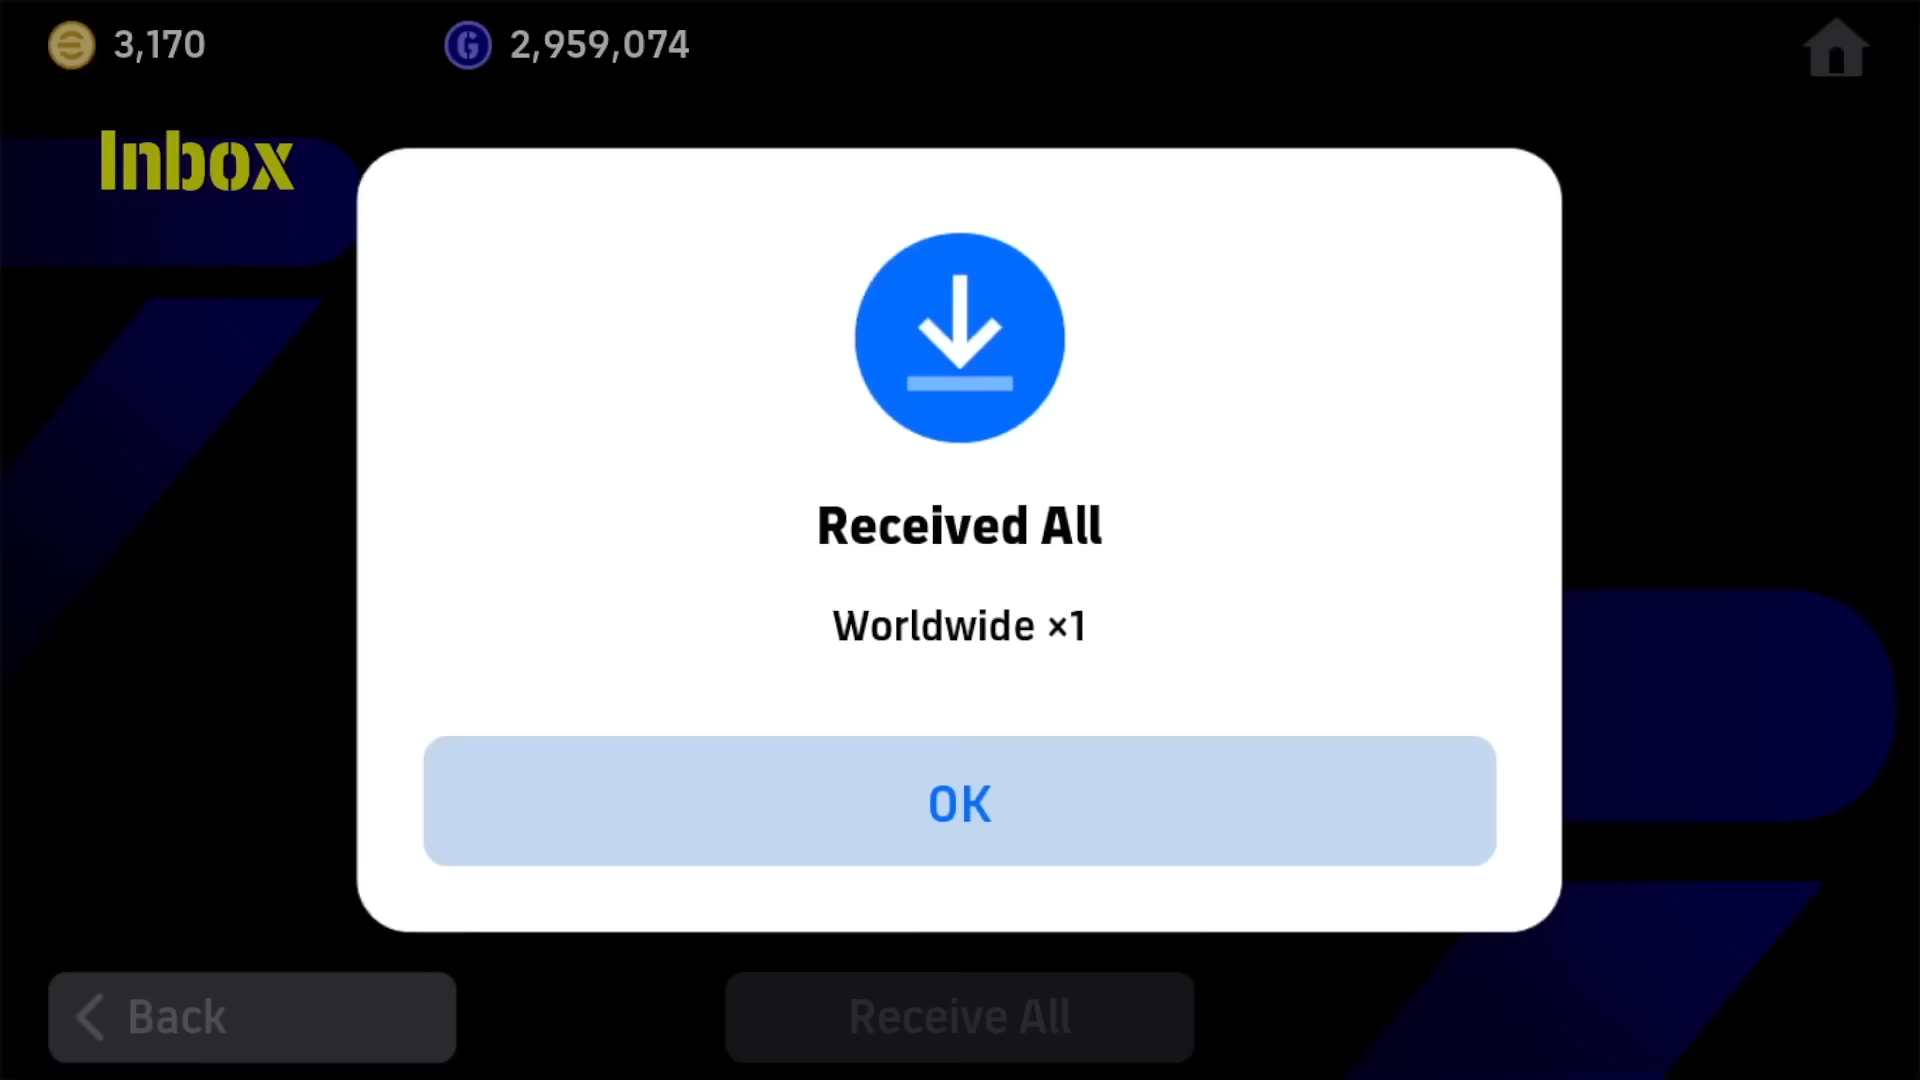 3,170
2,959,074
Inbox
Received All
Worldwide ×1
OK
Back
Receive All